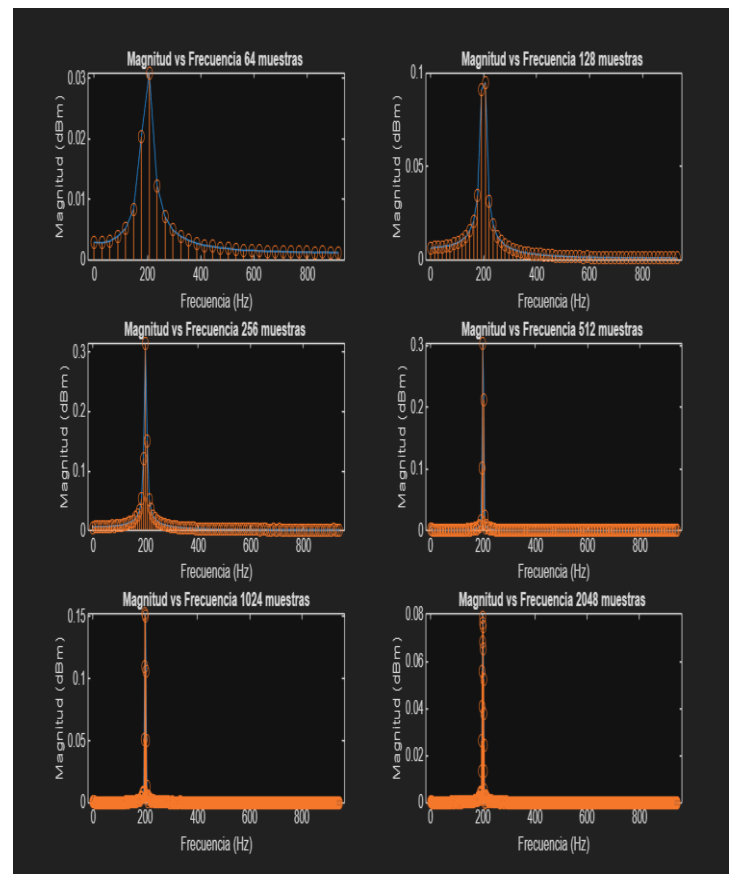 Magnitud vs Frecuencia 64 muestras
Magnitud (dBm)
0.03
0.02
0.01
0
0 200 400 600 800
Frecuencia (Hz)
Magnitud vs Frecuencia 128 muestras
Magnitud (dBm)
0.1
0.05
0
0 200 400 600 800
Frecuencia (Hz)
Magnitud vs Frecuencia 256 muestras
Magnitud (dBm)
0.3
0.2
0.1
0
0 200 400 600 800
Frecuencia (Hz)
Magnitud vs Frecuencia 512 muestras
Magnitud (dBm)
0.3
0.2
0.1
0
0 200 400 600 800
Frecuencia (Hz)
Magnitud vs Frecuencia 1024 muestras
Magnitud (dBm)
0.15
0.1
0.05
0
0 200 400 600 800
Frecuencia (Hz)
Magnitud vs Frecuencia 2048 muestras
Magnitud (dBm)
0.08
0.06
0.04
0.02
0
0 200 400 600 800
Frecuencia (Hz)